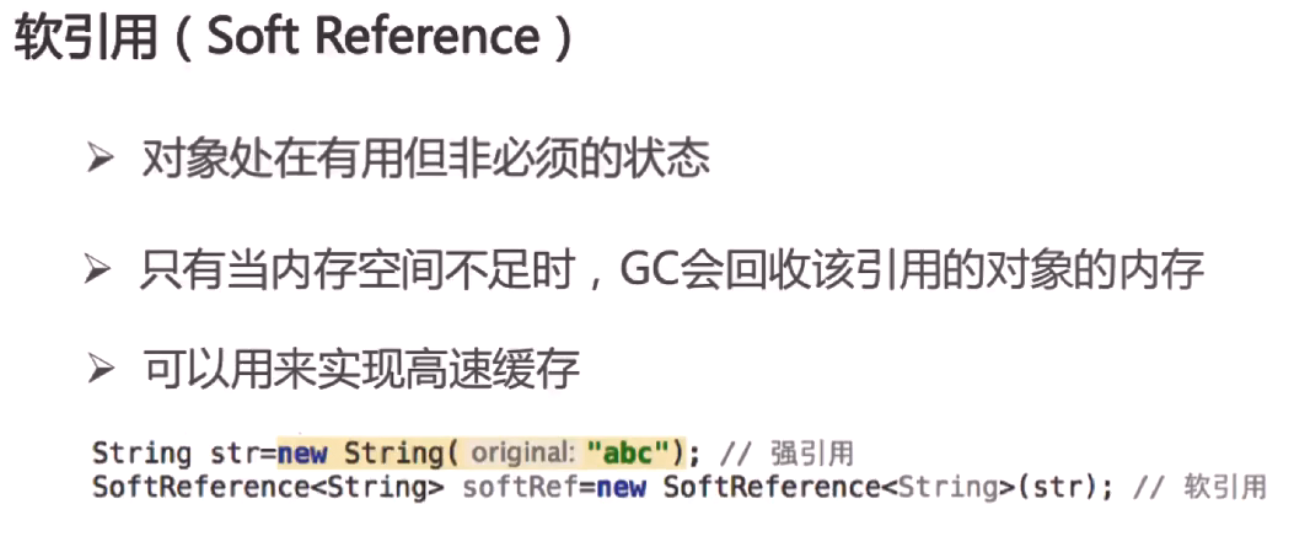 软引用（Soft Reference）
➢ 对象处在有用但非必须的状态
➢ 只有当内存空间不足时，GC会回收该引用的对象的内存
➢ 可以用来实现高速缓存
String str=new String( original: "abc"); // 强引用
SoftReference<String> softRef=new SoftReference<String>(str); // 软引用